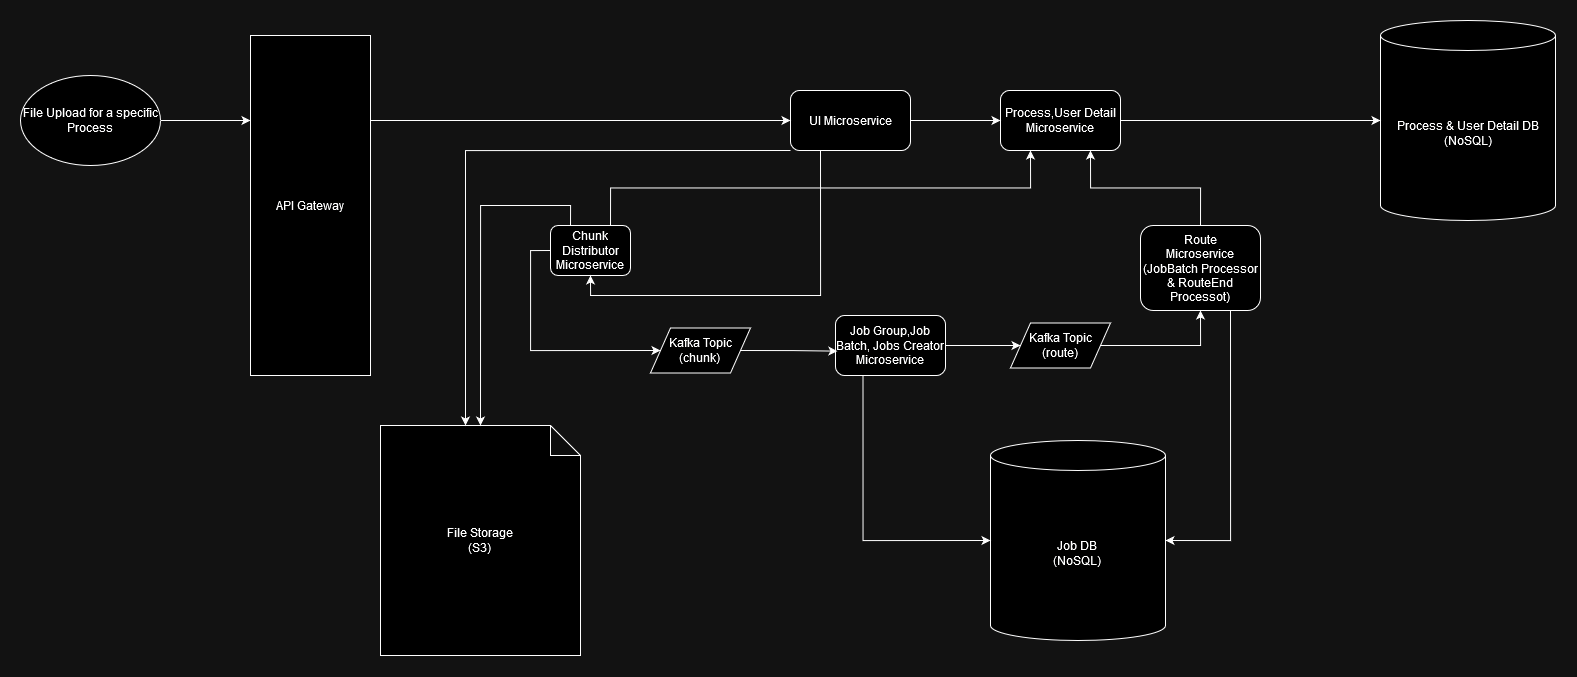 File Upload for a specific
Process
API Gateway
UI Microservice
Process,User Detail
Microservice
Process & User Detail DB
(NoSQL)
Chunk
Distributor
Microservice
Route
Microservice
(JobBatch Processor
& RouteEnd
Processot)
Kafka Topic
(chunk)
Job Group,Job
Batch, Jobs Creator
Microservice
Kafka Topic
(route)
File Storage
(S3)
Job DB
(NoSQL)